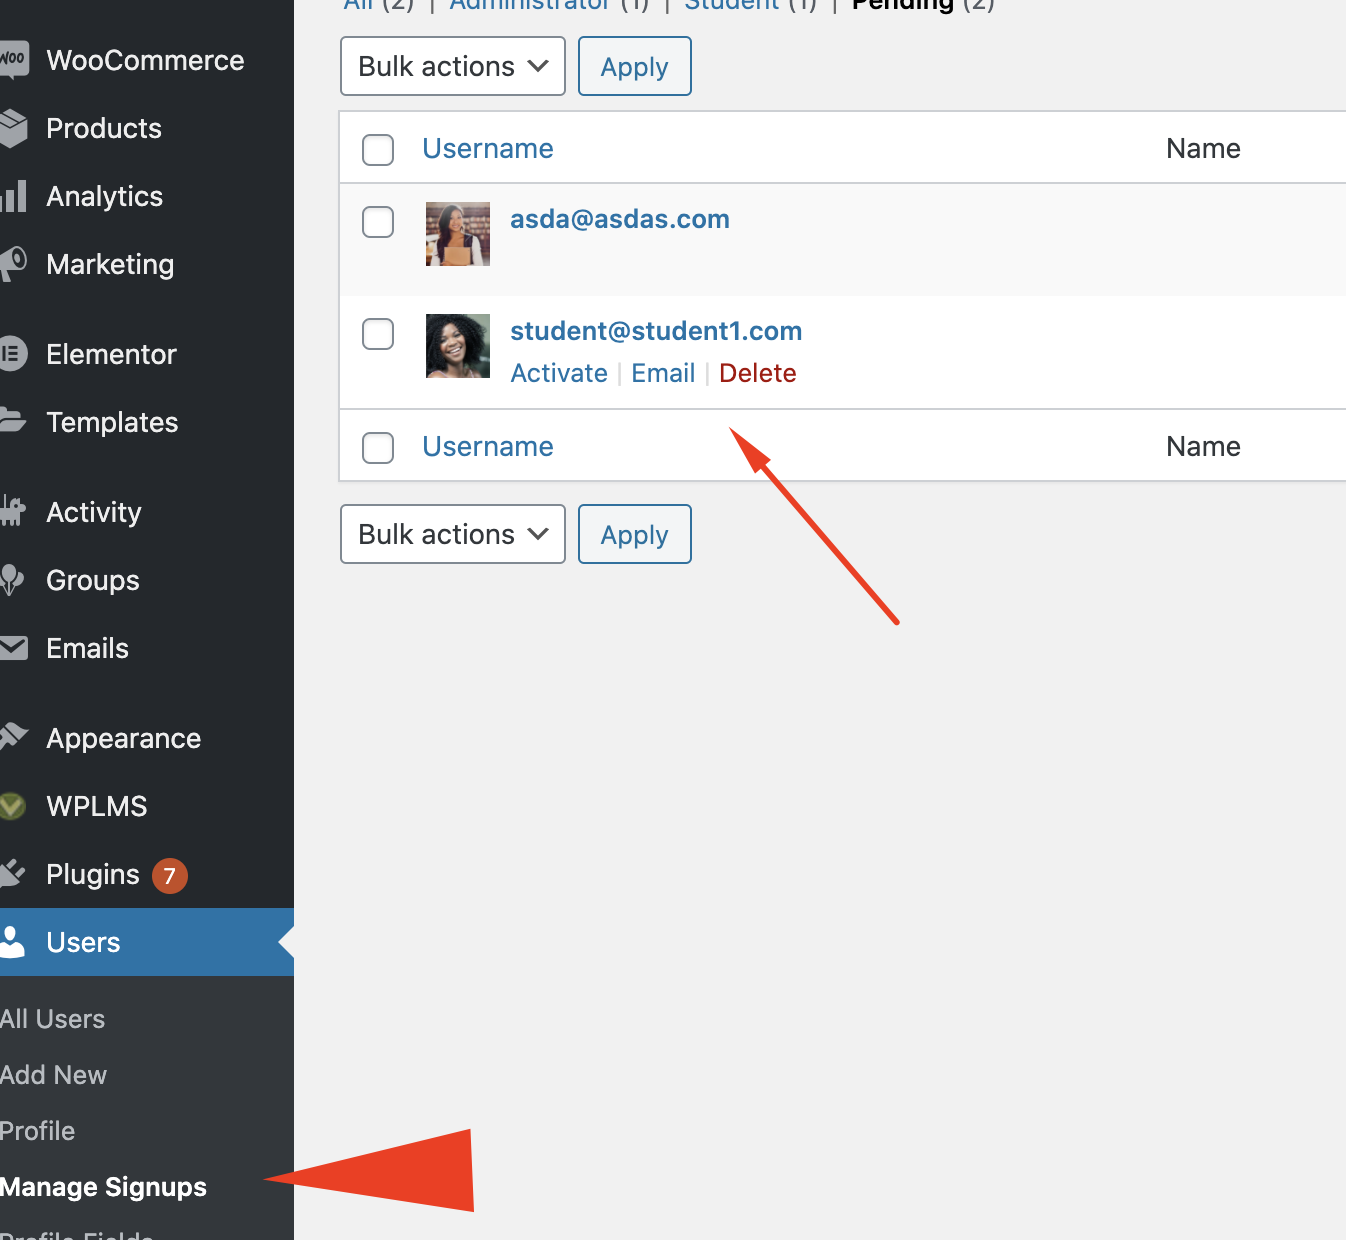 All (2) | Administrator (1) | Student (1) | Pending (2)
Bulk actions Apply
Username Name
asda@asdas.com
student@student1.com
Activate | Email | Delete
Username Name
Bulk actions Apply
woo WooCommerce
Products
Analytics
Marketing
Elementor
Templates
Activity
Groups
Emails
Appearance
WPLMS
Plugins 7
Users
All Users
Add New
Profile
Manage Signups
Profile Fields